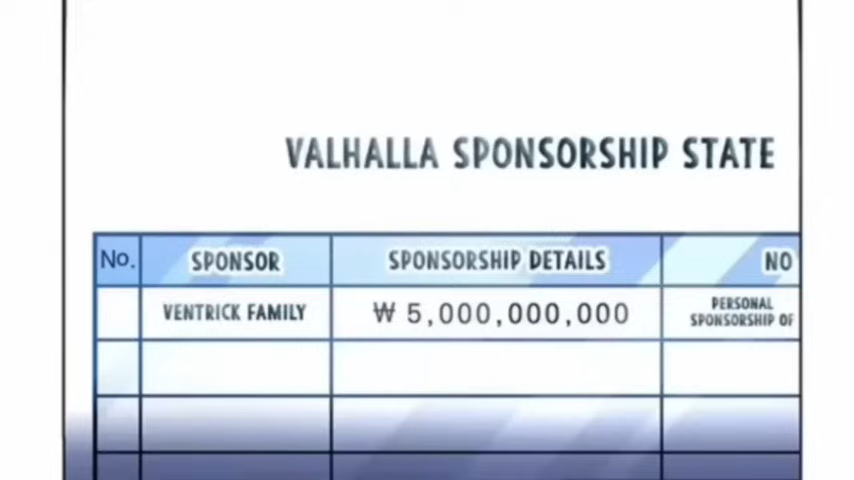 VALHALLA SPONSORSHIP STATE
No. SPONSOR SPONSORSHIP DETAILS NO
VENTRICK FAMILY ₩ 5,000,000,000 PERSONAL
SPONSORSHIP OF